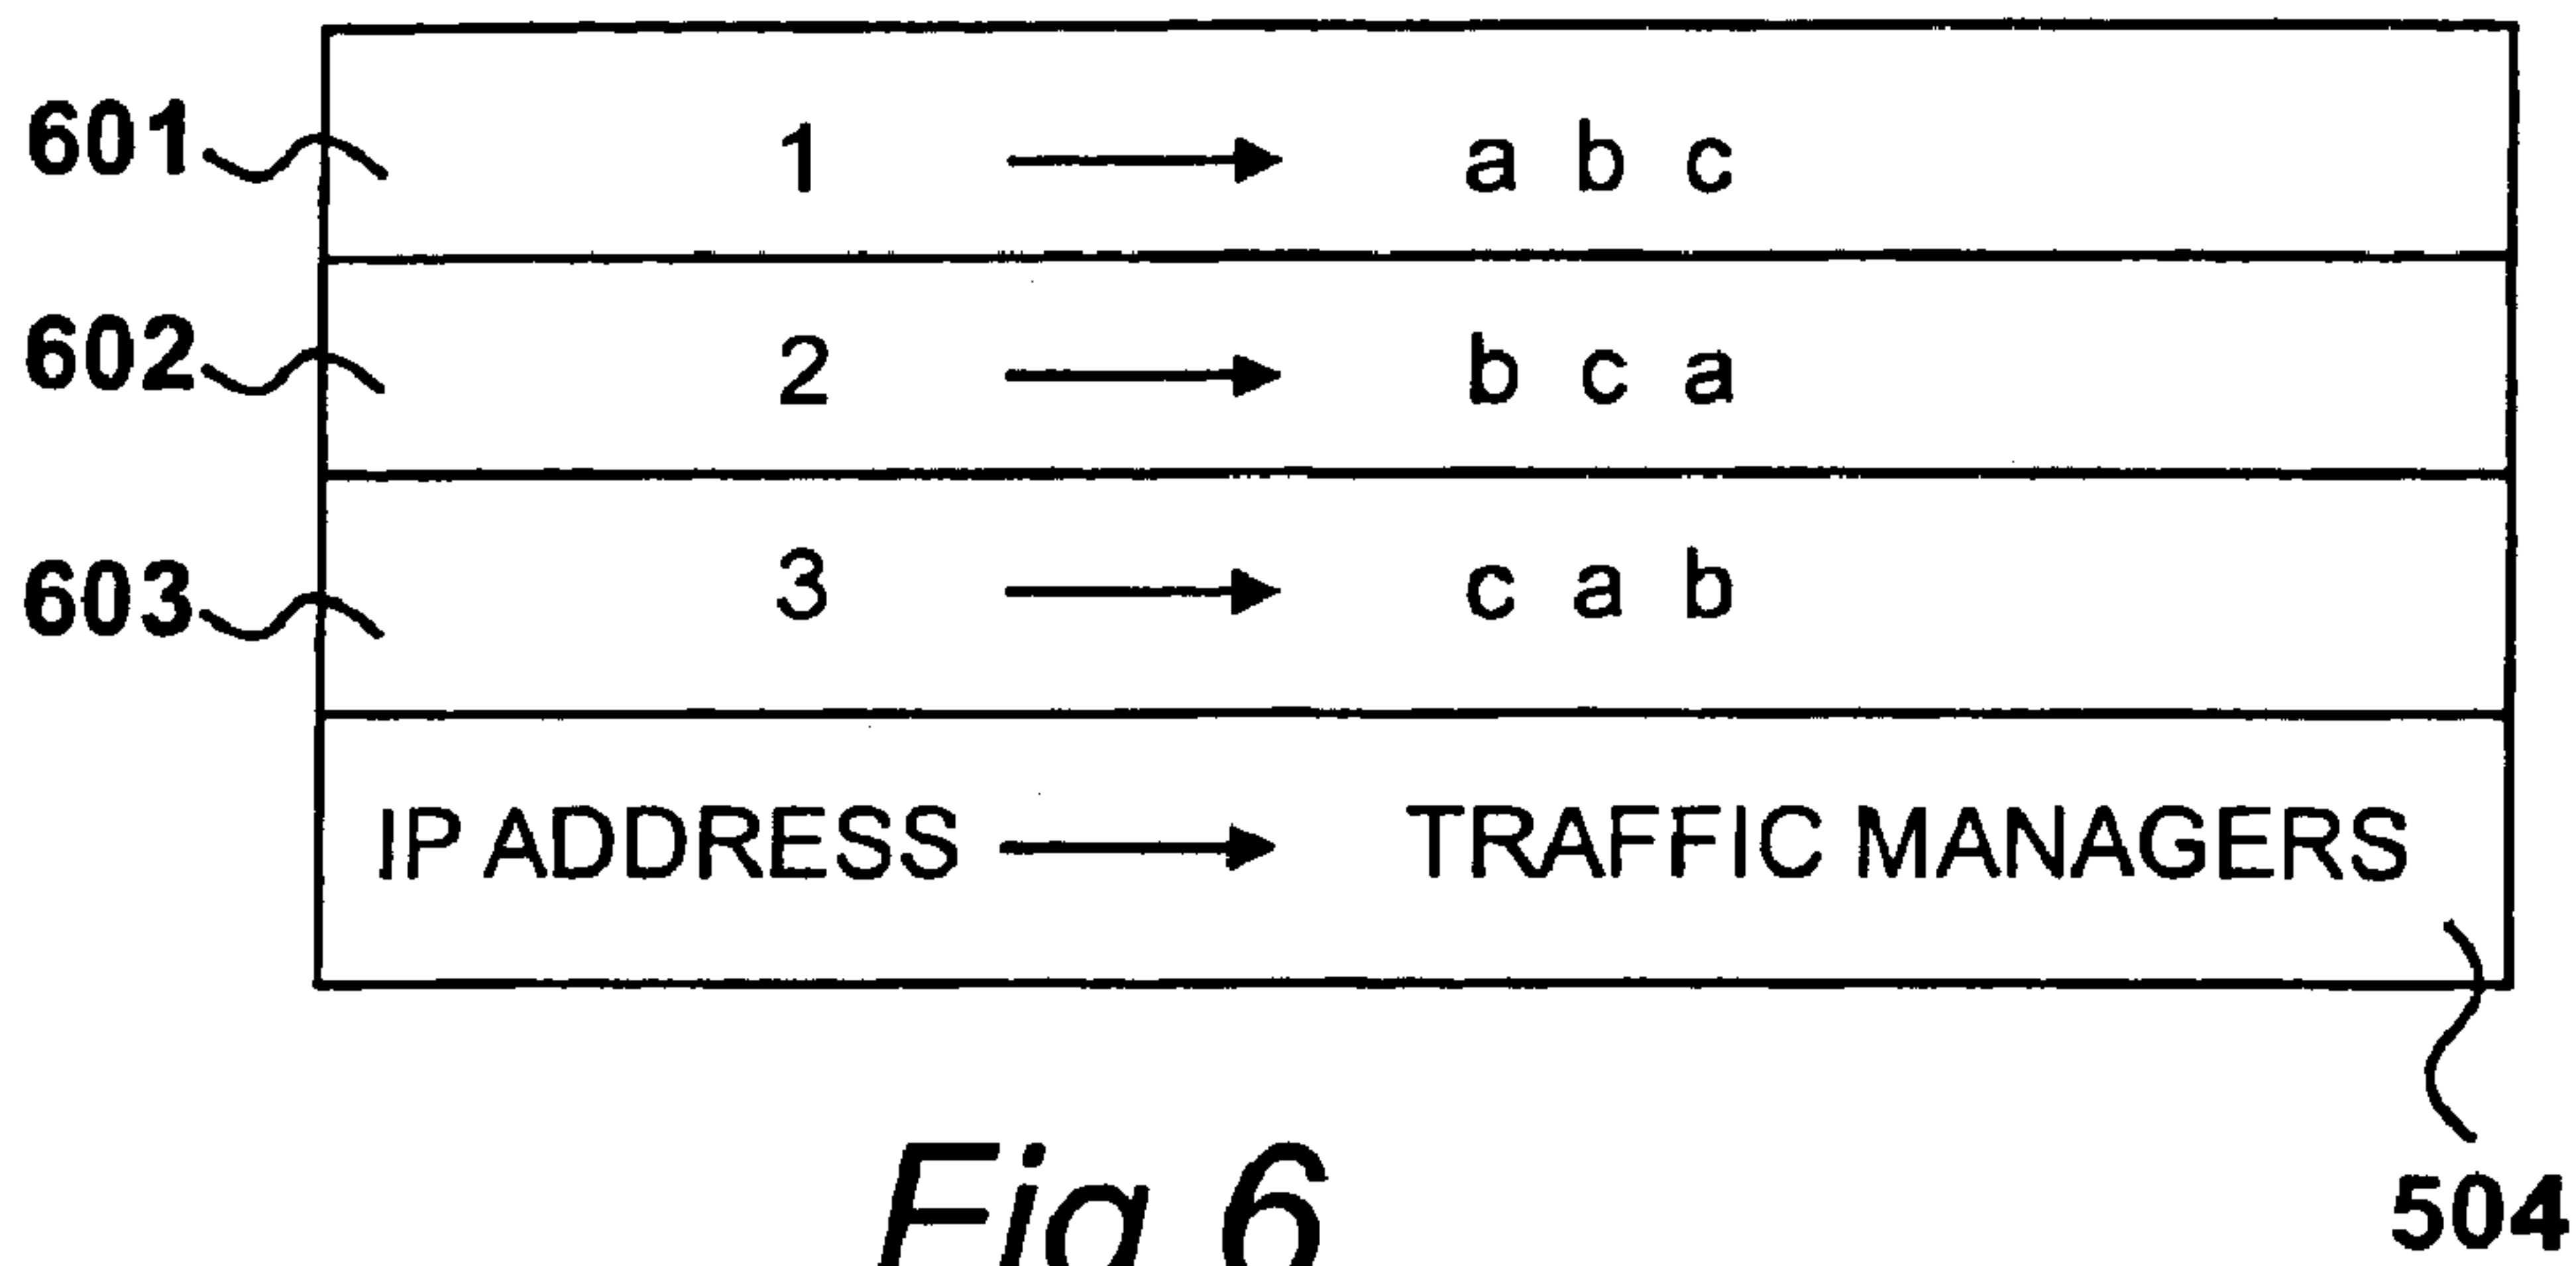 601 1 → a b c
602 2 → b c a
603 3 → c a b
IP ADDRESS → TRAFFIC MANAGERS
504
Fig 6